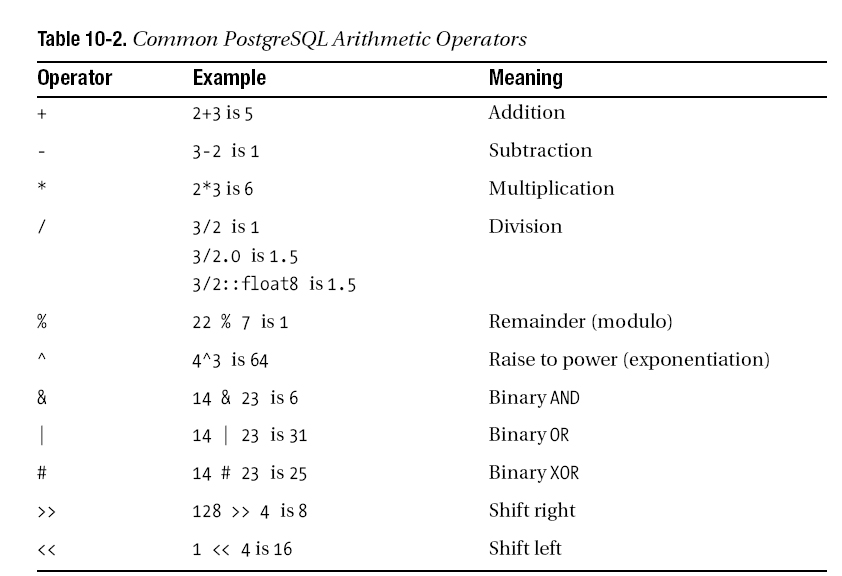 Table 10-2. Common PostgreSQL Arithmetic Operators
Operator Example Meaning
+ 2+3 is 5 Addition
- 3-2 is 1 Subtraction
* 2*3 is 6 Multiplication
/ 3/2 is 1 Division
3/2.0 is 1.5
3/2::float8 is 1.5
% 22 % 7 is 1 Remainder (modulo)
^ 4^3 is 64 Raise to power (exponentiation)
& 14 & 23 is 6 Binary AND
| 14 | 23 is 31 Binary OR
# 14 # 23 is 25 Binary XOR
>> 128 >> 4 is 8 Shift right
<< 1 << 4 is 16 Shift left